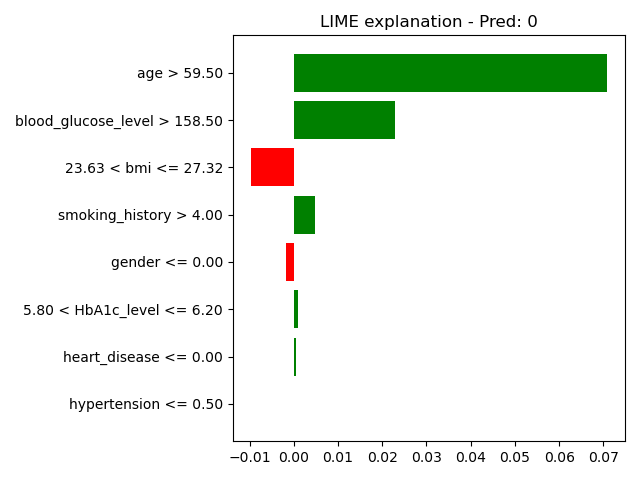 LIME explanation - Pred: 0
age > 59.50
blood_glucose_level > 158.50
23.63 < bmi <= 27.32
smoking_history > 4.00
gender <= 0.00
5.80 < HbA1c_level <= 6.20
heart_disease <= 0.00
hypertension <= 0.50
−0.01 0.00 0.01 0.02 0.03 0.04 0.05 0.06 0.07